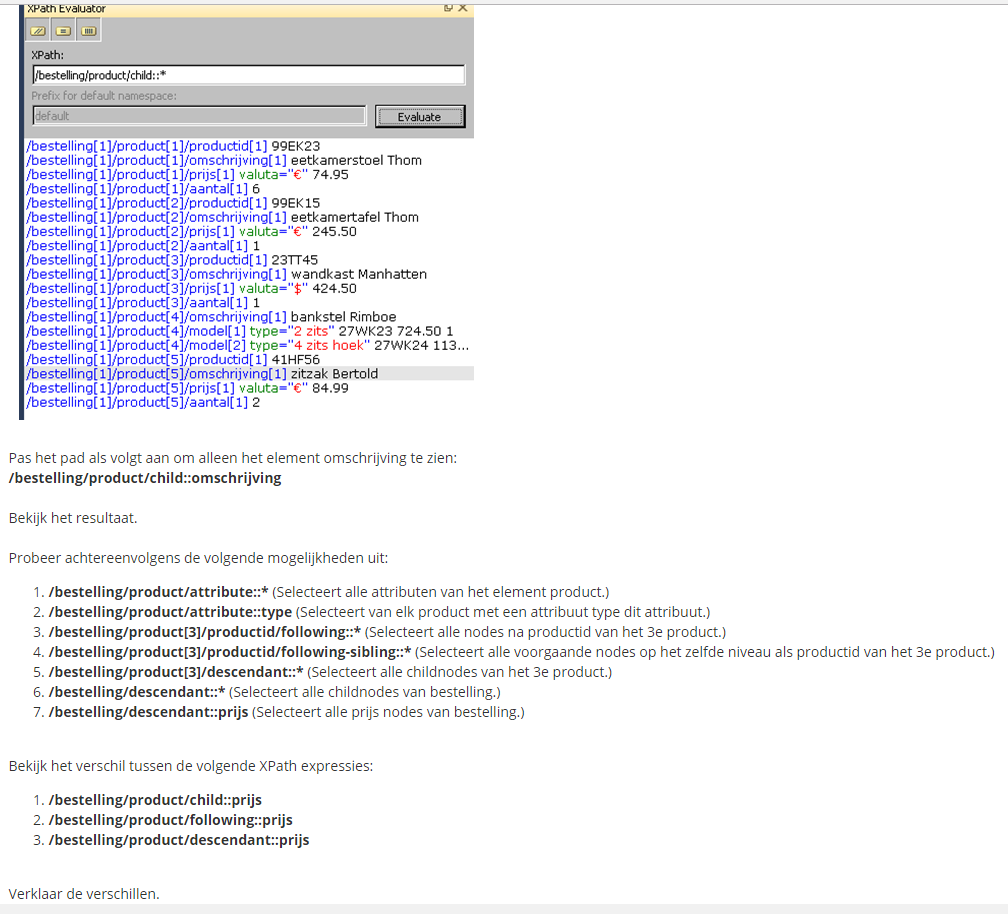 XPath Evaluator
XPath:
/bestelling/product/child::*
Prefix for default namespace:
default
Evaluate
/bestelling[1]/product[1]/productid[1] 99EK23
/bestelling[1]/product[1]/omschrijving[1] eetkamerstoel Thom
/bestelling[1]/product[1]/prijs[1] valuta="€" 74.95
/bestelling[1]/product[1]/aantal[1] 6
/bestelling[1]/product[2]/productid[1] 99EK15
/bestelling[1]/product[2]/omschrijving[1] eetkamertafel Thom
/bestelling[1]/product[2]/prijs[1] valuta="€" 245.50
/bestelling[1]/product[2]/aantal[1] 1
/bestelling[1]/product[3]/productid[1] 23TT45
/bestelling[1]/product[3]/omschrijving[1] wandkast Manhatten
/bestelling[1]/product[3]/prijs[1] valuta="$" 424.50
/bestelling[1]/product[3]/aantal[1] 1
/bestelling[1]/product[4]/omschrijving[1] bankstel Rimboe
/bestelling[1]/product[4]/model[1] type="2 zits" 27WK23 724.50 1
/bestelling[1]/product[4]/model[2] type="4 zits hoek" 27WK24 113...
/bestelling[1]/product[5]/productid[1] 41HF56
/bestelling[1]/product[5]/omschrijving[1] zitzak Bertold
/bestelling[1]/product[5]/prijs[1] valuta="€" 84.99
/bestelling[1]/product[5]/aantal[1] 2
Pas het pad als volgt aan om alleen het element omschrijving te zien:
/bestelling/product/child::omschrijving
Bekijk het resultaat.
Probeer achtereenvolgens de volgende mogelijkheden uit:
1. /bestelling/product/attribute::* (Selecteert alle attributen van het element product.)
2. /bestelling/product/attribute::type (Selecteert van elk product met een attribuut type dit attribuut.)
3. /bestelling/product[3]/productid/following::* (Selecteert alle nodes na productid van het 3e product.)
4. /bestelling/product[3]/productid/following-sibling::* (Selecteert alle voorgaande nodes op het zelfde niveau als productid van het 3e product.)
5. /bestelling/product[3]/descendant::* (Selecteert alle childnodes van het 3e product.)
6. /bestelling/descendant::* (Selecteert alle childnodes van bestelling.)
7. /bestelling/descendant::prijs (Selecteert alle prijs nodes van bestelling.)
Bekijk het verschil tussen de volgende XPath expressies:
1. /bestelling/product/child::prijs
2. /bestelling/product/following::prijs
3. /bestelling/product/descendant::prijs
Verklaar de verschillen.